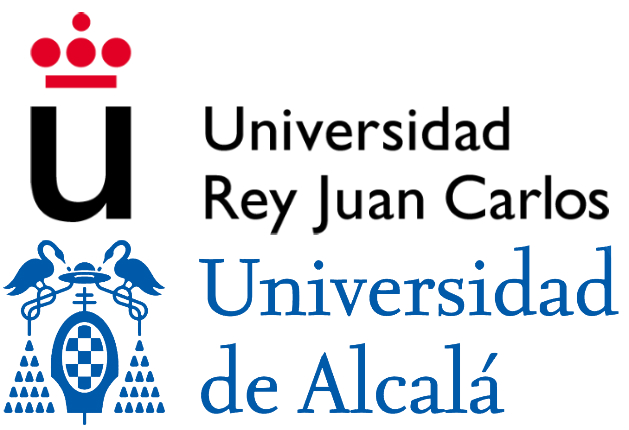 u
Universidad
Rey Juan Carlos
Universidad
de Alcalá